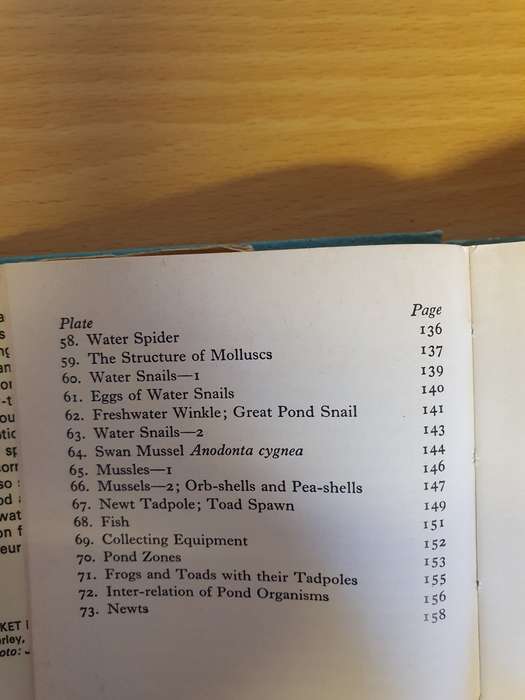 Plate Page
58. Water Spider 136
59. The Structure of Molluscs 137
60. Water Snails—1 139
61. Eggs of Water Snails 140
62. Freshwater Winkle; Great Pond Snail 141
63. Water Snails—2 143
64. Swan Mussel Anodonta cygnea 144
65. Mussles—1 146
66. Mussels—2; Orb-shells and Pea-shells 147
67. Newt Tadpole; Toad Spawn 149
68. Fish 151
69. Collecting Equipment 152
70. Pond Zones 153
71. Frogs and Toads with their Tadpoles 155
72. Inter-relation of Pond Organisms 156
73. Newts 158